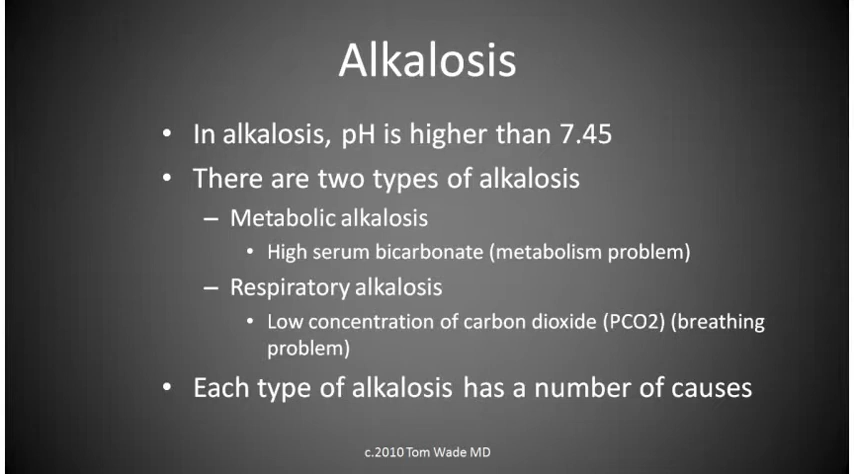 Alkalosis
• In alkalosis, pH is higher than 7.45
• There are two types of alkalosis
– Metabolic alkalosis
• High serum bicarbonate (metabolism problem)
– Respiratory alkalosis
• Low concentration of carbon dioxide (PCO2) (breathing
problem)
• Each type of alkalosis has a number of causes
c.2010 Tom Wade MD